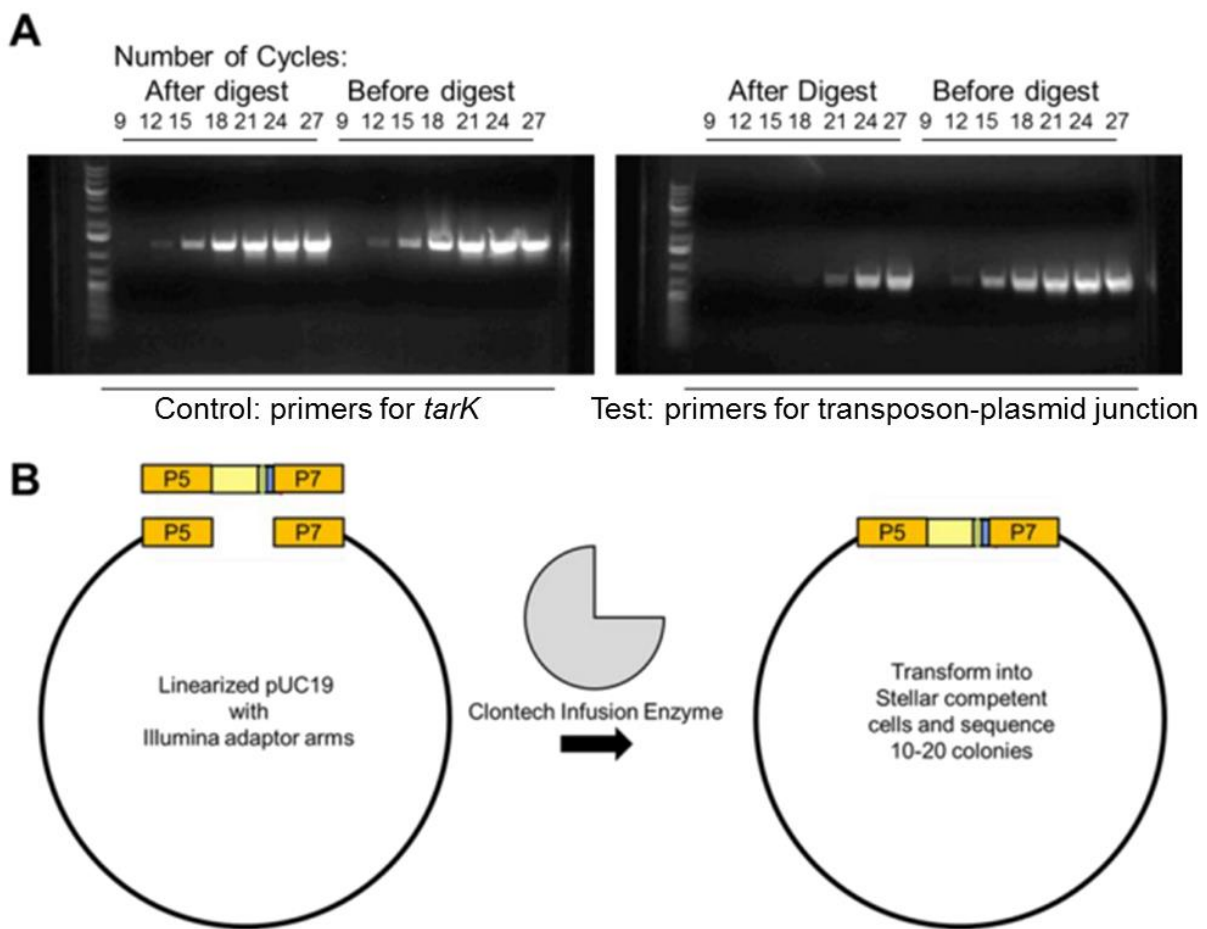 A
Number of Cycles:
After digest Before digest
9 12 15 18 21 24 27 9 12 15 18 21 24 27
After Digest Before digest
9 12 15 18 21 24 27 9 12 15 18 21 24 27
Control: primers for tarK
Test: primers for transposon-plasmid junction
B
P5 P7
P5 P7
Linearized pUC19
with
Illumina adaptor arms
Clontech Infusion Enzyme
P5 P7
Transform into
Stellar competent
cells and sequence
10-20 colonies